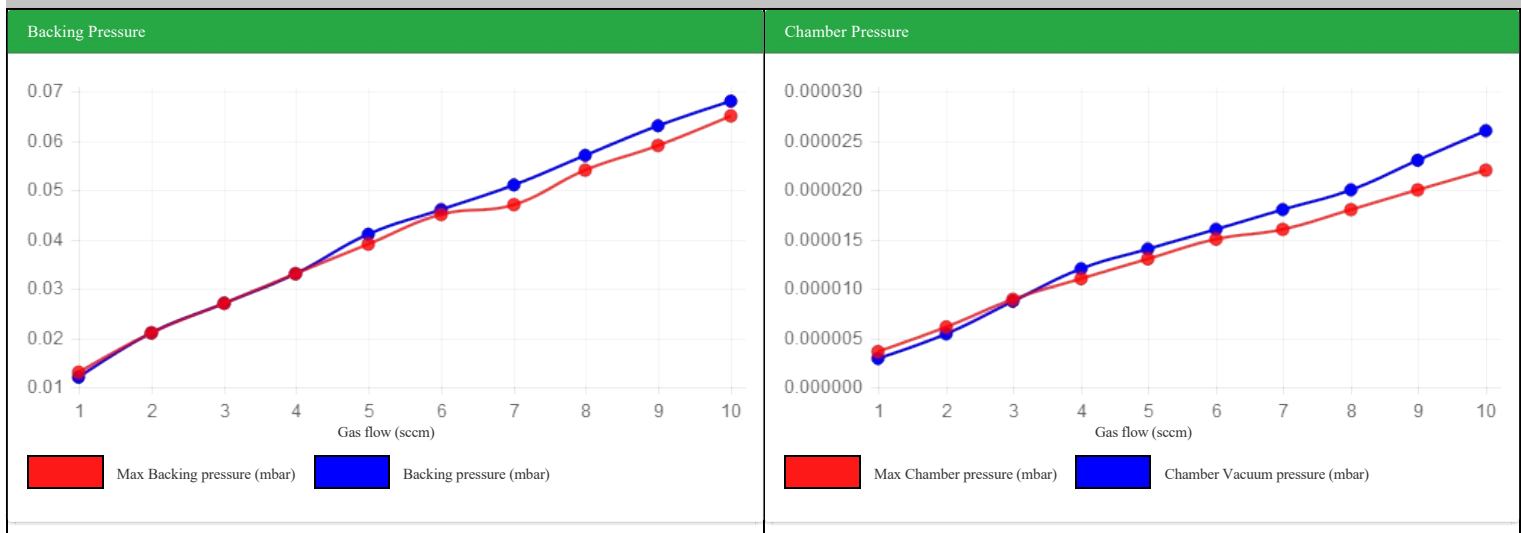 Backing Pressure
0.07
0.06
0.05
0.04
0.03
0.02
0.01
1 2 3 4 5 6 7 8 9 10
Gas flow (sccm)
Max Backing pressure (mbar) Backing pressure (mbar)
Chamber Pressure
0.000030
0.000025
0.000020
0.000015
0.000010
0.000005
0.000000
1 2 3 4 5 6 7 8 9 10
Gas flow (sccm)
Max Chamber pressure (mbar) Chamber Vacuum pressure (mbar)